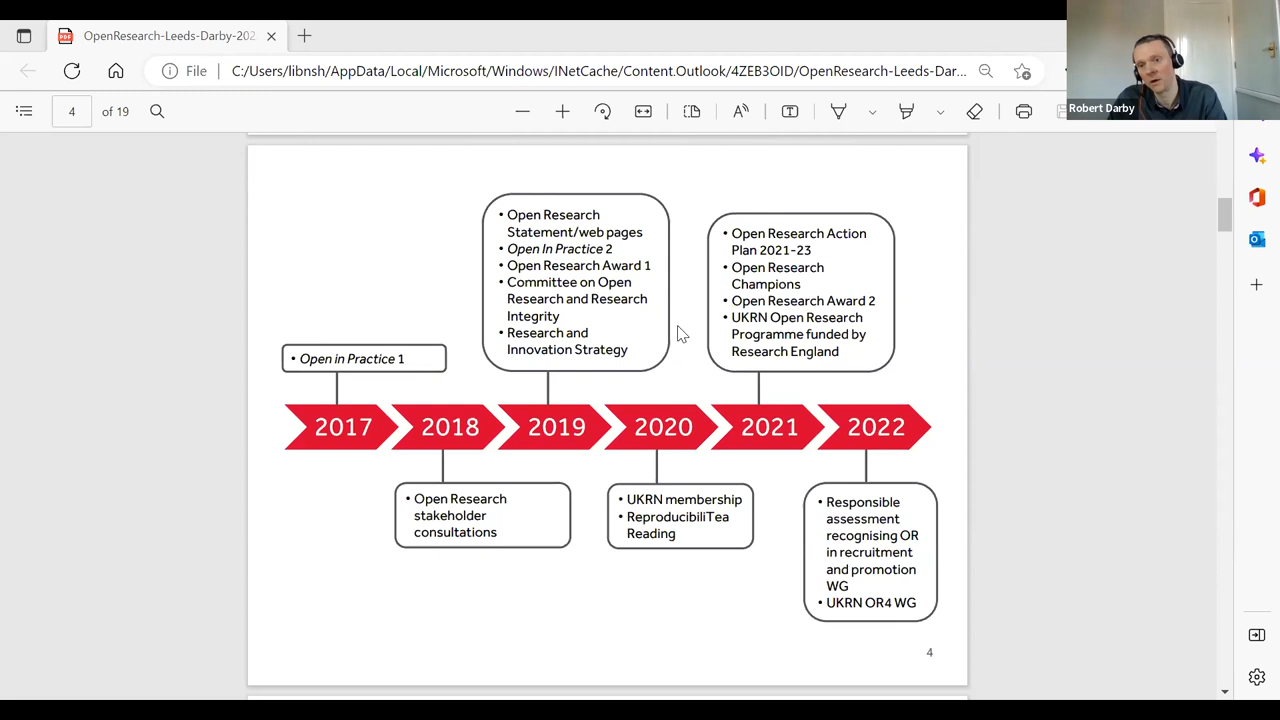 OpenResearch-Leeds-Darby-202
File
C:/Users/libnsh/AppData/Local/Microsoft/Windows/INetCache/Content.Outlook/4ZEB3OID/OpenResearch-Leeds-Dar...
Robert Darby
4 of 19
• Open Research
Statement/web pages
• Open In Practice 2
• Open Research Award 1
• Committee on Open
Research and Research
Integrity
• Research and
Innovation Strategy
• Open Research Action
Plan 2021-23
• Open Research
Champions
• Open Research Award 2
• UKRN Open Research
Programme funded by
Research England
• Open in Practice 1
2017 2018 2019 2020 2021 2022
• Open Research
stakeholder
consultations
• UKRN membership
• ReproducibiliTea
Reading
• Responsible
assessment
recognising OR
in recruitment
and promotion
WG
• UKRN OR4 WG
4